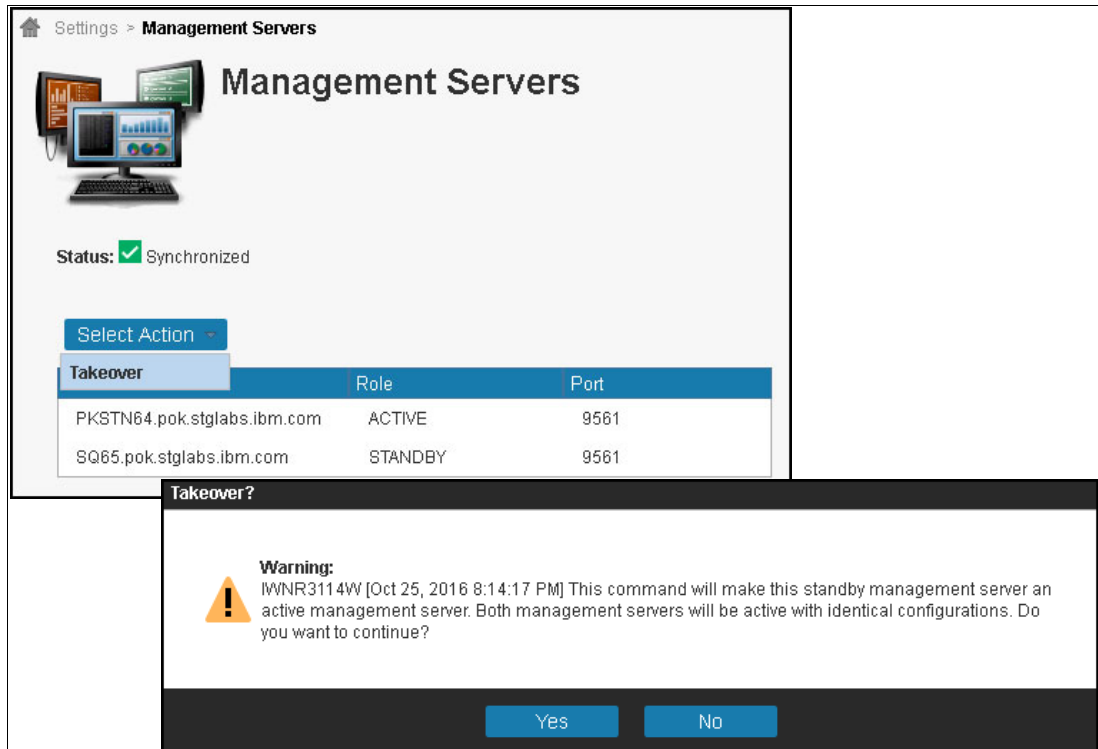 Settings > Management Servers
Management Servers
Status: Synchronized
Select Action
Takeover
Role Port
PKSTN64.pok.stglabs.ibm.com ACTIVE 9561
SQ65.pok.stglabs.ibm.com STANDBY 9561
Takeover?
Warning:
IWNR3114W [Oct 25, 2016 8:14:17 PM] This command will make this standby management server an
active management server. Both management servers will be active with identical configurations. Do
you want to continue?
Yes No